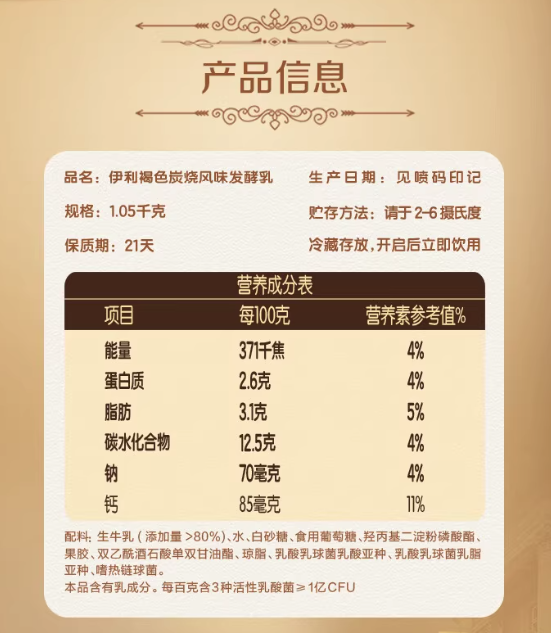 产品信息
品名：伊利褐色炭烧风味发酵乳 生产日期：见喷码印记
规格：1.05千克 贮存方法：请于2-6摄氏度
保质期：21天 冷藏存放,开启后立即饮用
营养成分表
项目 每100克 营养素参考值%
能量 371千焦 4%
蛋白质 2.6克 4%
脂肪 3.1克 5%
碳水化合物 12.5克 4%
钠 70毫克 4%
钙 85毫克 11%
配料：生牛乳（添加量>80%）、水、白砂糖、食用葡萄糖、羟丙基二淀粉磷酸酯、
果胶、双乙酰酒石酸单双甘油酯、琼脂、乳酸乳球菌乳酸亚种、乳酸乳球菌乳脂
亚种、嗜热链球菌。
本品含有乳成分。每百克含3种活性乳酸菌≥1亿CFU